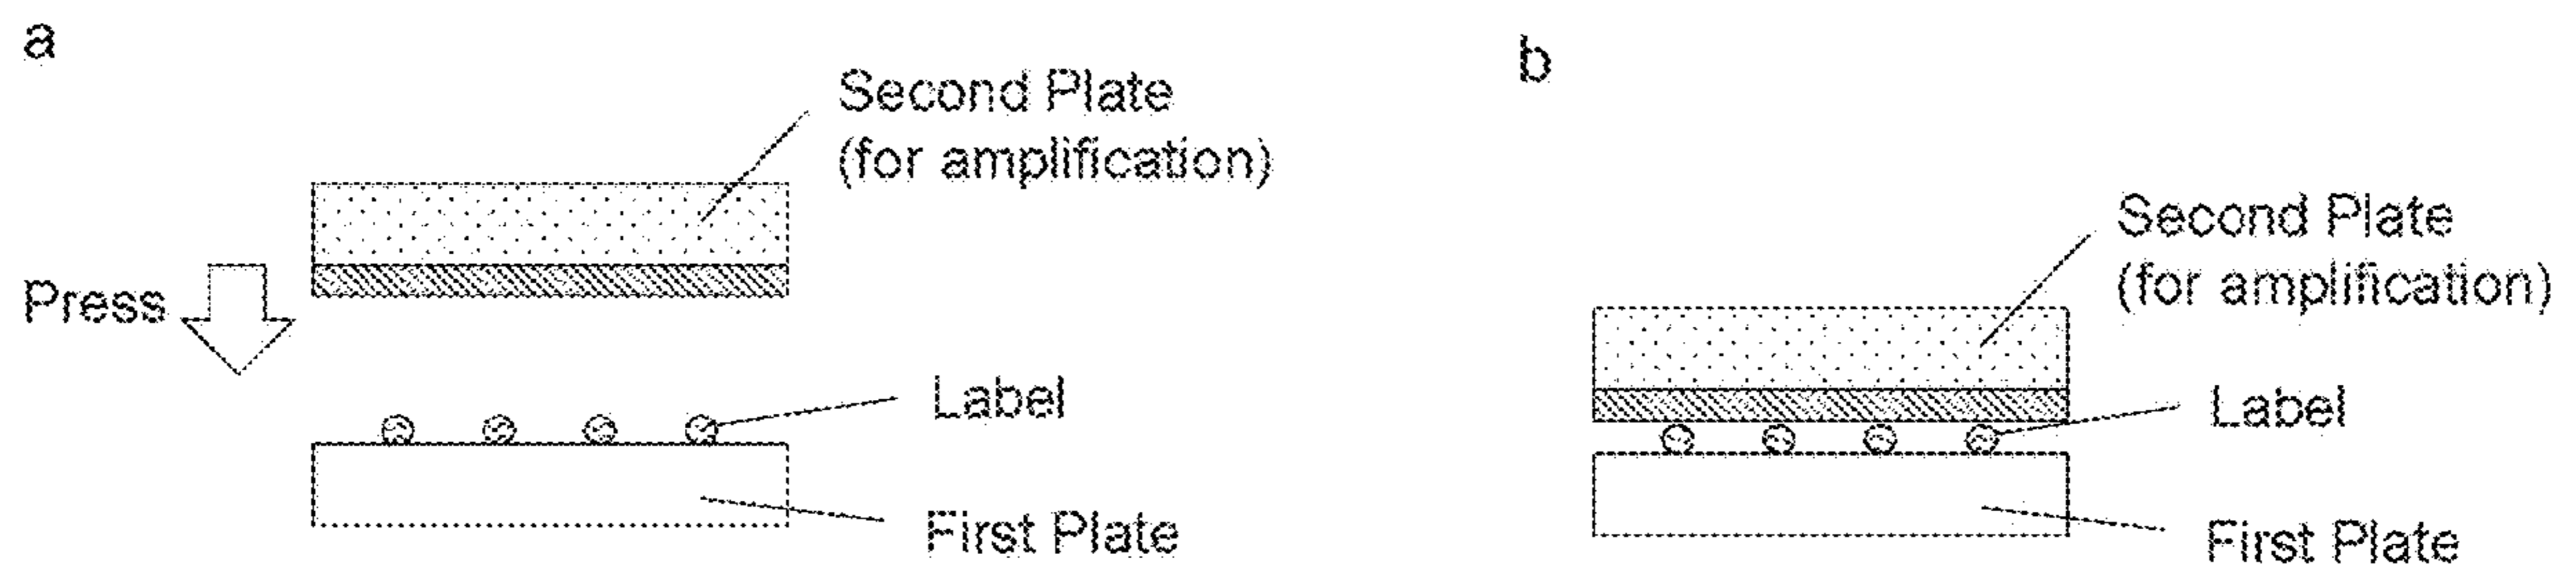 a
Second Plate
(for amplification)
Press
Label
First Plate
b
Second Plate
(for amplification)
Label
First Plate